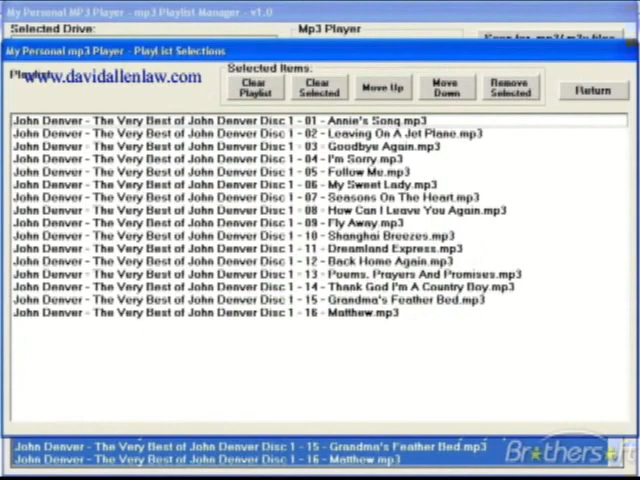 My Personal MP3 Player - mp3 Playlist Manager - v1.0
Selected Drive:
Mp3 Player
My Personal mp3 Player - PlayList Selections
Playlist
www.davidallenlaw.com
Selected Items:
Clear Playlist
Clear Selected
Move Up
Move Down
Remove Selected
Return
John Denver - The Very Best of John Denver Disc 1 - 01 - Annie's Song.mp3
John Denver - The Very Best of John Denver Disc 1 - 02 - Leaving On A Jet Plane.mp3
John Denver - The Very Best of John Denver Disc 1 - 03 - Goodbye Again.mp3
John Denver - The Very Best of John Denver Disc 1 - 04 - I'm Sorry.mp3
John Denver - The Very Best of John Denver Disc 1 - 05 - Follow Me.mp3
John Denver - The Very Best of John Denver Disc 1 - 06 - My Sweet Lady.mp3
John Denver - The Very Best of John Denver Disc 1 - 07 - Seasons On The Heart.mp3
John Denver - The Very Best of John Denver Disc 1 - 08 - How Can I Leave You Again.mp3
John Denver - The Very Best of John Denver Disc 1 - 09 - Fly Away.mp3
John Denver - The Very Best of John Denver Disc 1 - 10 - Shanghai Breezes.mp3
John Denver - The Very Best of John Denver Disc 1 - 11 - Dreamland Express.mp3
John Denver - The Very Best of John Denver Disc 1 - 12 - Back Home Again.mp3
John Denver - The Very Best of John Denver Disc 1 - 13 - Poems, Prayers And Promises.mp3
John Denver - The Very Best of John Denver Disc 1 - 14 - Thank God I'm A Country Boy.mp3
John Denver - The Very Best of John Denver Disc 1 - 15 - Grandma's Feather Bed.mp3
John Denver - The Very Best of John Denver Disc 1 - 16 - Matthew.mp3
John Denver - The Very Best of John Denver Disc 1 - 15 - Grandma's Feather Bed.mp3
John Denver - The Very Best of John Denver Disc 1 - 16 - Matthew.mp3
Brothersoft